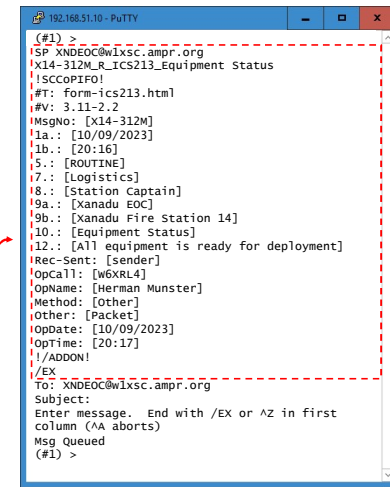 192.168.51.10 - PuTTY
(#1) >
SP XNDEOC@w1xsc.ampr.org
X14-312M_R_ICS213_Equipment Status
!SCCoPIFO!
#T: form-ics213.html
#V: 3.11-2.2
MsgNo: [X14-312M]
1a.: [10/09/2023]
1b.: [20:16]
5.: [ROUTINE]
7.: [Logistics]
8.: [Station Captain]
9a.: [Xanadu EOC]
9b.: [Xanadu Fire Station 14]
10.: [Equipment Status]
12.: [All equipment is ready for deployment]
Rec-Sent: [sender]
OpCall: [W6XRL4]
OpName: [Herman Munster]
Method: [Other]
Other: [Packet]
OpDate: [10/09/2023]
OpTime: [20:17]
!/ADDON!
/EX
To: XNDEOC@w1xsc.ampr.org
Subject:
Enter message.  End with /EX or ^Z in first
column (^A aborts)
Msg Queued
(#1) >